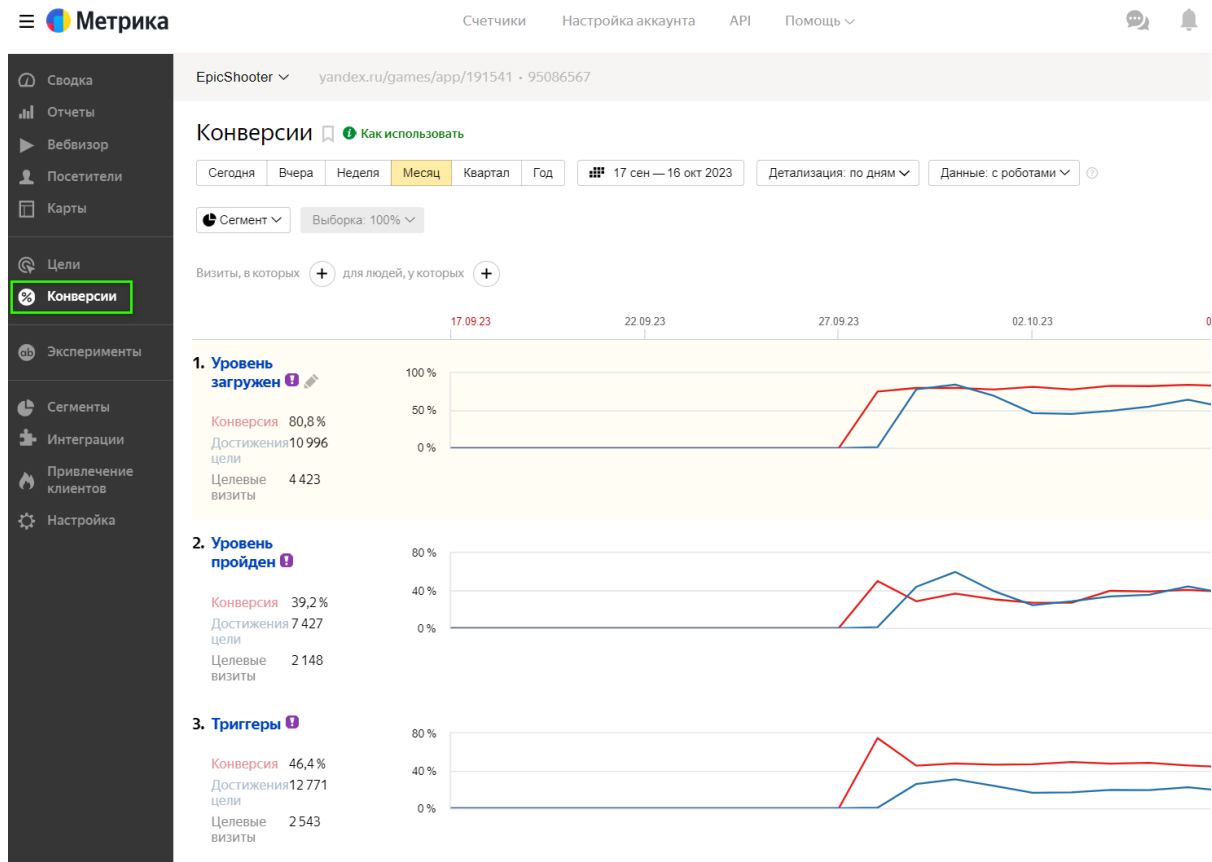 Метрика
Счетчики Настройка аккаунта API Помощь
Сводка
Отчеты
Вебвизор
Посетители
Карты
Цели
Конверсии
Эксперименты
Сегменты
Интеграции
Привлечение
клиентов
Настройка
EpicShooter yandex.ru/games/app/191541 • 95086567
Конверсии Как использовать
Сегодня Вчера Неделя Месяц Квартал Год 17 сен — 16 окт 2023 Детализация: по дням Данные: с роботами
Сегмент Выборка: 100%
Визиты, в которых + для людей, у которых +
17.09.23 22.09.23 27.09.23 02.10.23 0
1. Уровень
загружен
Конверсия 80,8 %
Достижения 10 996
цели
Целевые 4 423
визиты
100 %
50 %
0 %
2. Уровень
пройден
Конверсия 39,2 %
Достижения 7 427
цели
Целевые 2 148
визиты
80 %
40 %
0 %
3. Триггеры
Конверсия 46,4 %
Достижения 12 771
цели
Целевые 2 543
визиты
80 %
40 %
0 %